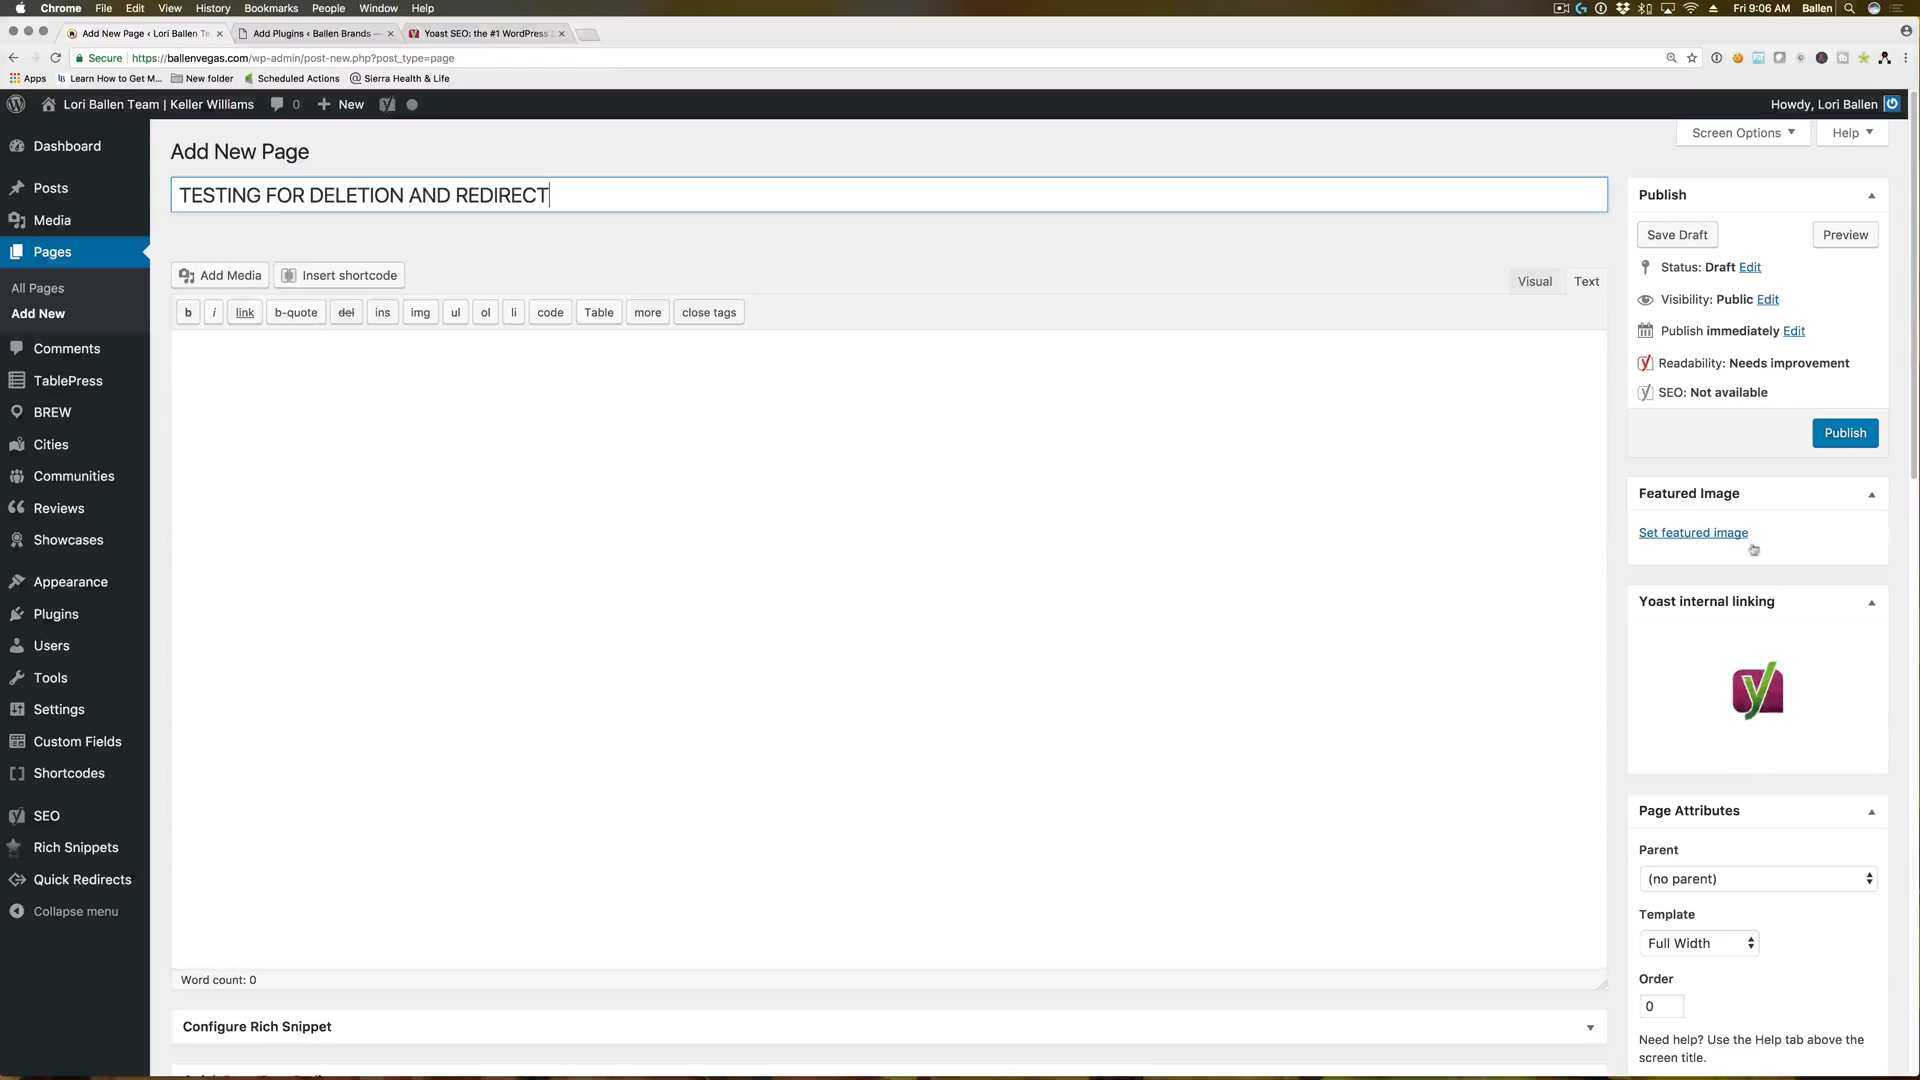 Chrome File Edit View History Bookmarks People Window Help Fri 9:06 AM Ballen
Add New Page ‹ Lori Ballen Te... Add Plugins ‹ Ballen Brands — Yoast SEO: the #1 WordPress
Secure https://ballenvegas.com/wp-admin/post-new.php?post_type=page
Apps Learn How to Get M... New folder Scheduled Actions Sierra Health & Life
Lori Ballen Team | Keller Williams 0 New Howdy, Lori Ballen
Screen Options Help
Dashboard
Posts
Media
Pages
All Pages
Add New
Comments
TablePress
BREW
Cities
Communities
Reviews
Showcases
Appearance
Plugins
Users
Tools
Settings
Custom Fields
Shortcodes
SEO
Rich Snippets
Quick Redirects
Collapse menu
Add New Page
TESTING FOR DELETION AND REDIRECT
Add Media Insert shortcode
Visual Text
b i link b-quote del ins img ul ol li code Table more close tags
Word count: 0
Configure Rich Snippet
Publish
Save Draft Preview
Status: Draft Edit
Visibility: Public Edit
Publish immediately Edit
Readability: Needs improvement
SEO: Not available
Publish
Featured Image
Set featured image
Yoast internal linking
Page Attributes
Parent
(no parent)
Template
Full Width
Order
0
Need help? Use the Help tab above the
screen title.